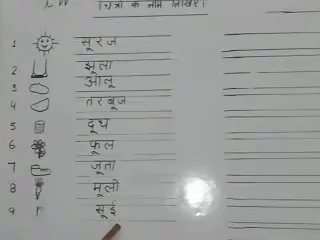 चित्रों के नाम लिखिए।
1 सूरज
2 झूला
3 आलू
4 तरबूज
5 दूध
6 फूल
7 जूता
8 मूली
9 सूई